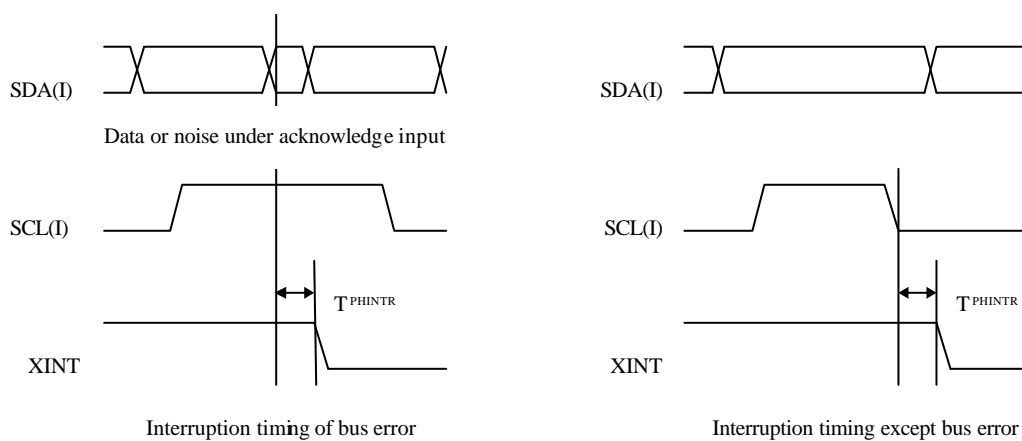 SDA(I)
SDA(I)
Data or noise under acknowledge input
SCL(I)
SCL(I)
TPHINTR
TPHINTR
XINT
XINT
Interruption timing of bus error
Interruption timing except bus error